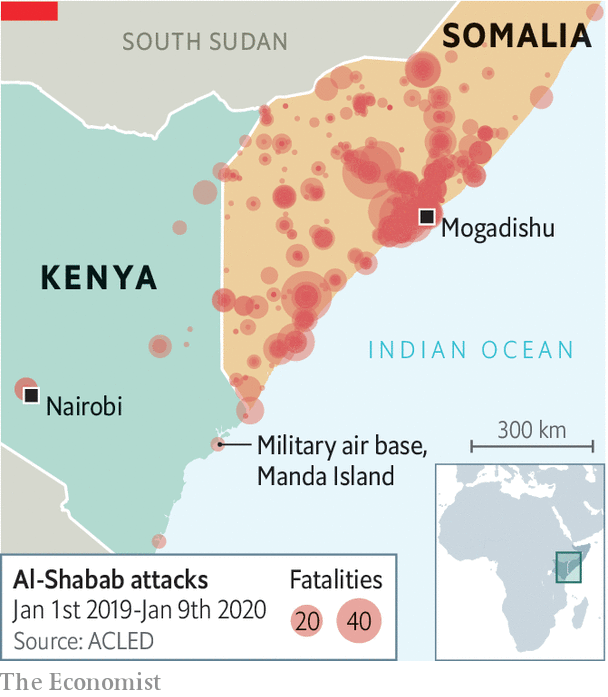 SOUTH SUDAN
SOMALIA
Mogadishu
KENYA
INDIAN OCEAN
Nairobi
300 km
Military air base,
Manda Island
Al-Shabab attacks
Jan 1st 2019-Jan 9th 2020
Source: ACLED
Fatalities
20
40
The Economist